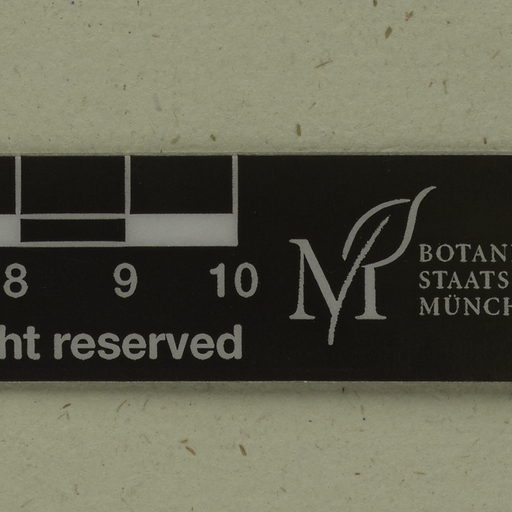 8 9 10
ht reserved
M
BOTAN
STAATS
MÜNCH